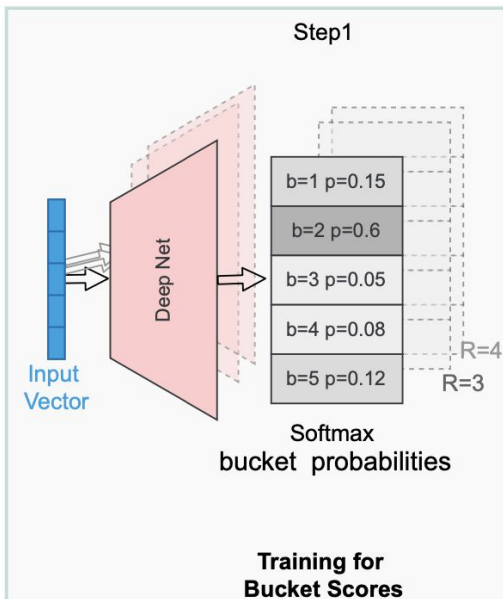 Step1
Input
Vector
Deep Net
b=1 p=0.15
b=2 p=0.6
b=3 p=0.05
b=4 p=0.08
b=5 p=0.12
R=4
R=3
Softmax
bucket probabilities
Training for
Bucket Scores